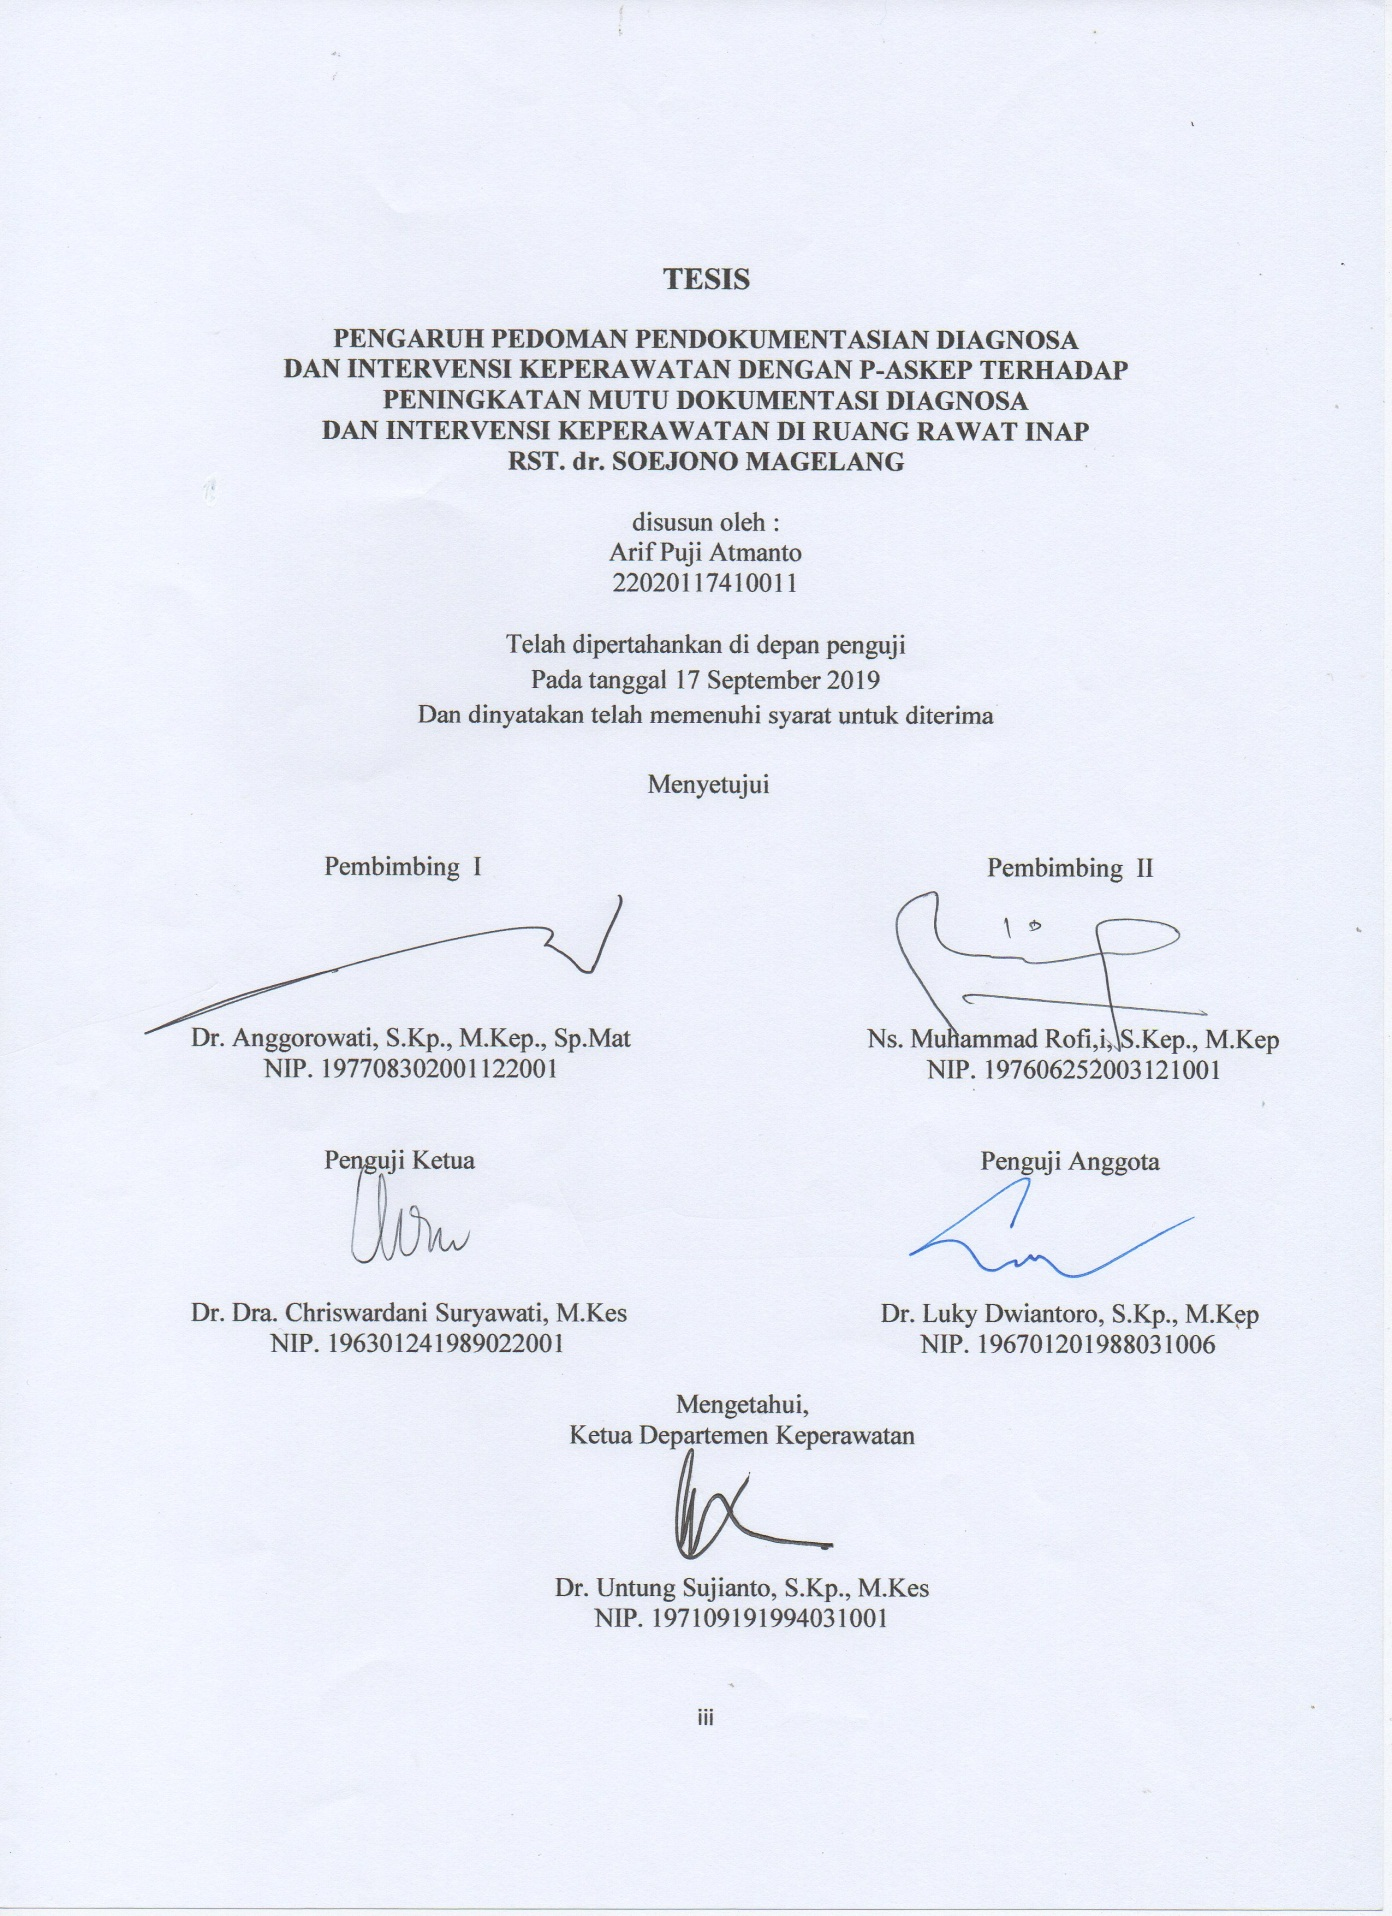 TESIS
PENGARUH PEDOMAN PENDOKUMENTASIAN DIAGNOSA
DAN INTERVENSI KEPERAWATAN DENGAN P-ASKEP TERHADAP
PENINGKATAN MUTU DOKUMENTASI DIAGNOSA
DAN INTERVENSI KEPERAWATAN DI RUANG RAWAT INAP
RST. dr. SOEJONO MAGELANG
disusun oleh :
Arif Puji Atmanto
22020117410011
Telah dipertahankan di depan penguji
Pada tanggal 17 September 2019
Dan dinyatakan telah memenuhi syarat untuk diterima
Menyetujui
Pembimbing I
Pembimbing II
Dr. Anggorowati, S.Kp., M.Kep., Sp.Mat
NIP. 197708302001122001
Ns. Muhammad Rofi,i, S.Kep., M.Kep
NIP. 197606252003121001
Penguji Ketua
Penguji Anggota
Dr. Dra. Chriswardani Suryawati, M.Kes
NIP. 196301241989022001
Dr. Luky Dwiantoro, S.Kp., M.Kep
NIP. 196701201988031006
Mengetahui,
Ketua Departemen Keperawatan
Dr. Untung Sujianto, S.Kp., M.Kes
NIP. 197109191994031001
iii